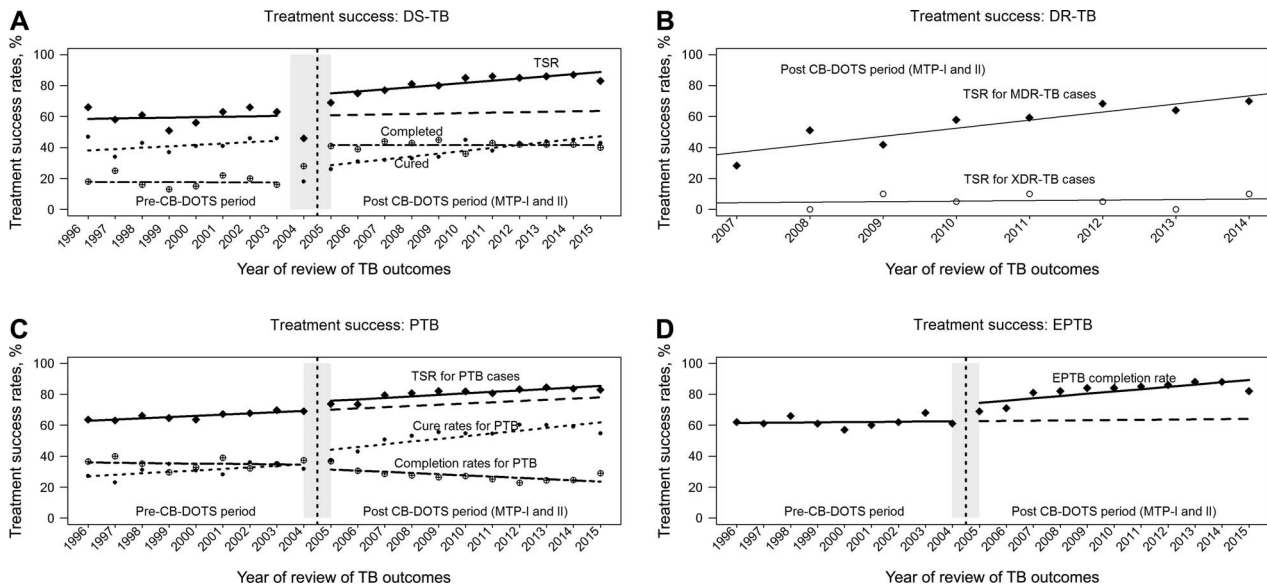 A
Treatment success: DS-TB
Treatment success rates, %
100
80
60
40
20
0
TSR
Completed
Cured
Pre-CB-DOTS period
Post CB-DOTS period (MTP-I and II)
1996
1997
1998
1999
2000
2001
2002
2003
2004
2005
2006
2007
2008
2009
2010
2011
2012
2013
2014
2015
Year of review of TB outcomes
B
Treatment success: DR-TB
Treatment success rates, %
100
80
60
40
20
0
Post CB-DOTS period (MTP-I and II)
TSR for MDR-TB cases
TSR for XDR-TB cases
2007
2008
2009
2010
2011
2012
2013
2014
Year of review of TB outcomes
C
Treatment success: PTB
Treatment success rates, %
100
80
60
40
20
0
TSR for PTB cases
Cure rates for PTB
Completion rates for PTB
Pre-CB-DOTS period
Post CB-DOTS period (MTP-I and II)
1996
1997
1998
1999
2000
2001
2002
2003
2004
2005
2006
2007
2008
2009
2010
2011
2012
2013
2014
2015
Year of review of TB outcomes
D
Treatment success: EPTB
Treatment success rates, %
100
80
60
40
20
0
EPTB completion rate
Pre-CB-DOTS period
Post CB-DOTS period (MTP-I and II)
1996
1997
1998
1999
2000
2001
2002
2003
2004
2005
2006
2007
2008
2009
2010
2011
2012
2013
2014
2015
Year of review of TB outcomes